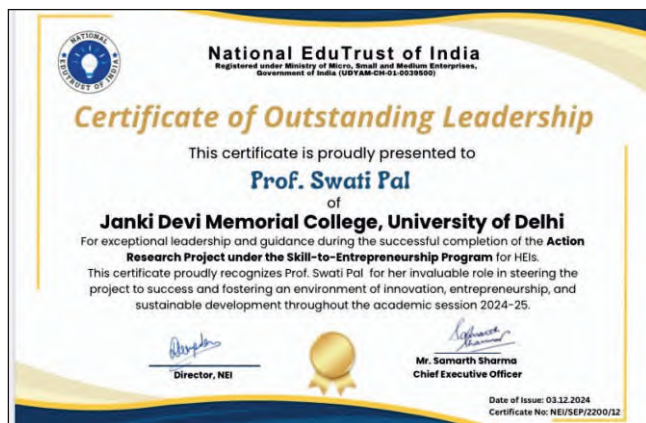 NATIONAL
EDUTRUST OF INDIA
National EduTrust of India
Registered under Ministry of Micro, Small and Medium Enterprises,
Government of India (UDYAM-CH-01-0039500)
Certificate of Outstanding Leadership
This certificate is proudly presented to
Prof. Swati Pal
of
Janki Devi Memorial College, University of Delhi
For exceptional leadership and guidance during the successful completion of the Action
Research Project under the Skill-to-Entrepreneurship Program for HEIs.
This certificate proudly recognizes Prof. Swati Pal for her invaluable role in steering the
project to success and fostering an environment of innovation, entrepreneurship, and
sustainable development throughout the academic session 2024-25.
Samarth
Sharma
Director, NEI
Mr. Samarth Sharma
Chief Executive Officer
Date of Issue: 03.12.2024
Certificate No: NEI/SEP/2200/12